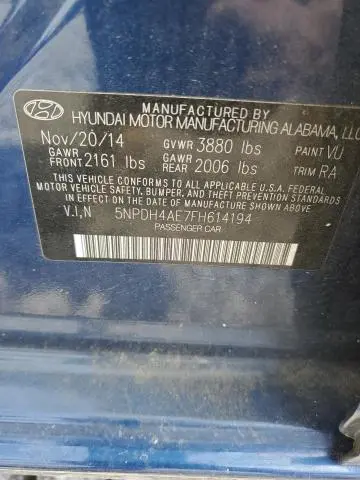 MANUFACTURED BY
HYUNDAI MOTOR MANUFACTURING ALABAMA, LLC
Nov/20/14 GVWR 3880 lbs PAINT VU
GAWR FRONT 2161 lbs GAWR REAR 2006 lbs TRIM RA
THIS VEHICLE CONFORMS TO ALL APPLICABLE U.S.A. FEDERAL
MOTOR VEHICLE SAFETY, BUMPER, AND THEFT PREVENTION STANDARDS
IN EFFECT ON THE DATE OF MANUFACTURE SHOWN ABOVE.
V.I.N 5NPDH4AE7FH614194
PASSENGER CAR